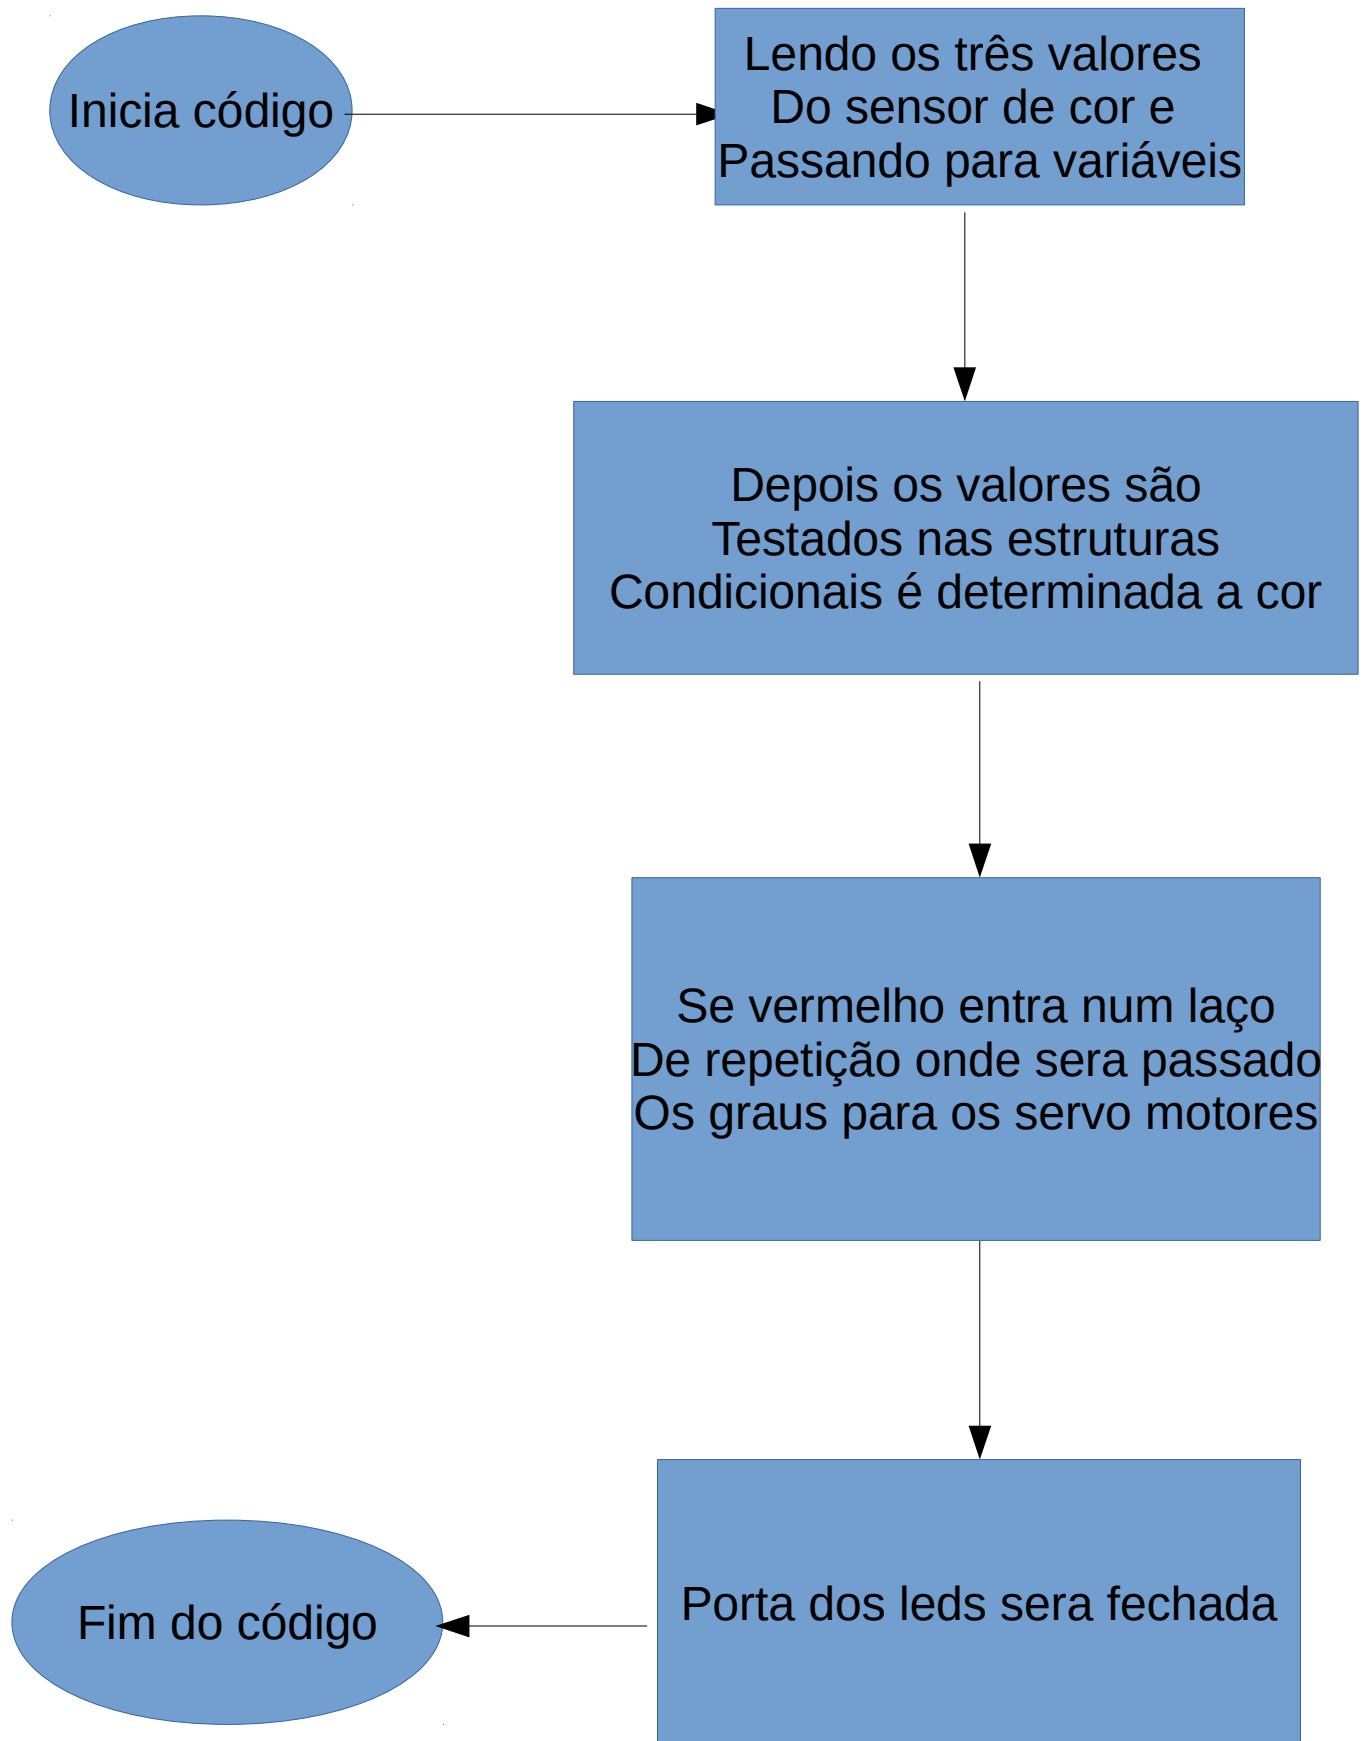 Inicia código
Lendo os três valores
Do sensor de cor e
Passando para variáveis
Depois os valores são
Testados nas estruturas
Condicionais é determinada a cor
Se vermelho entra num laço
De repetição onde sera passado
Os graus para os servo motores
Porta dos leds sera fechada
Fim do código